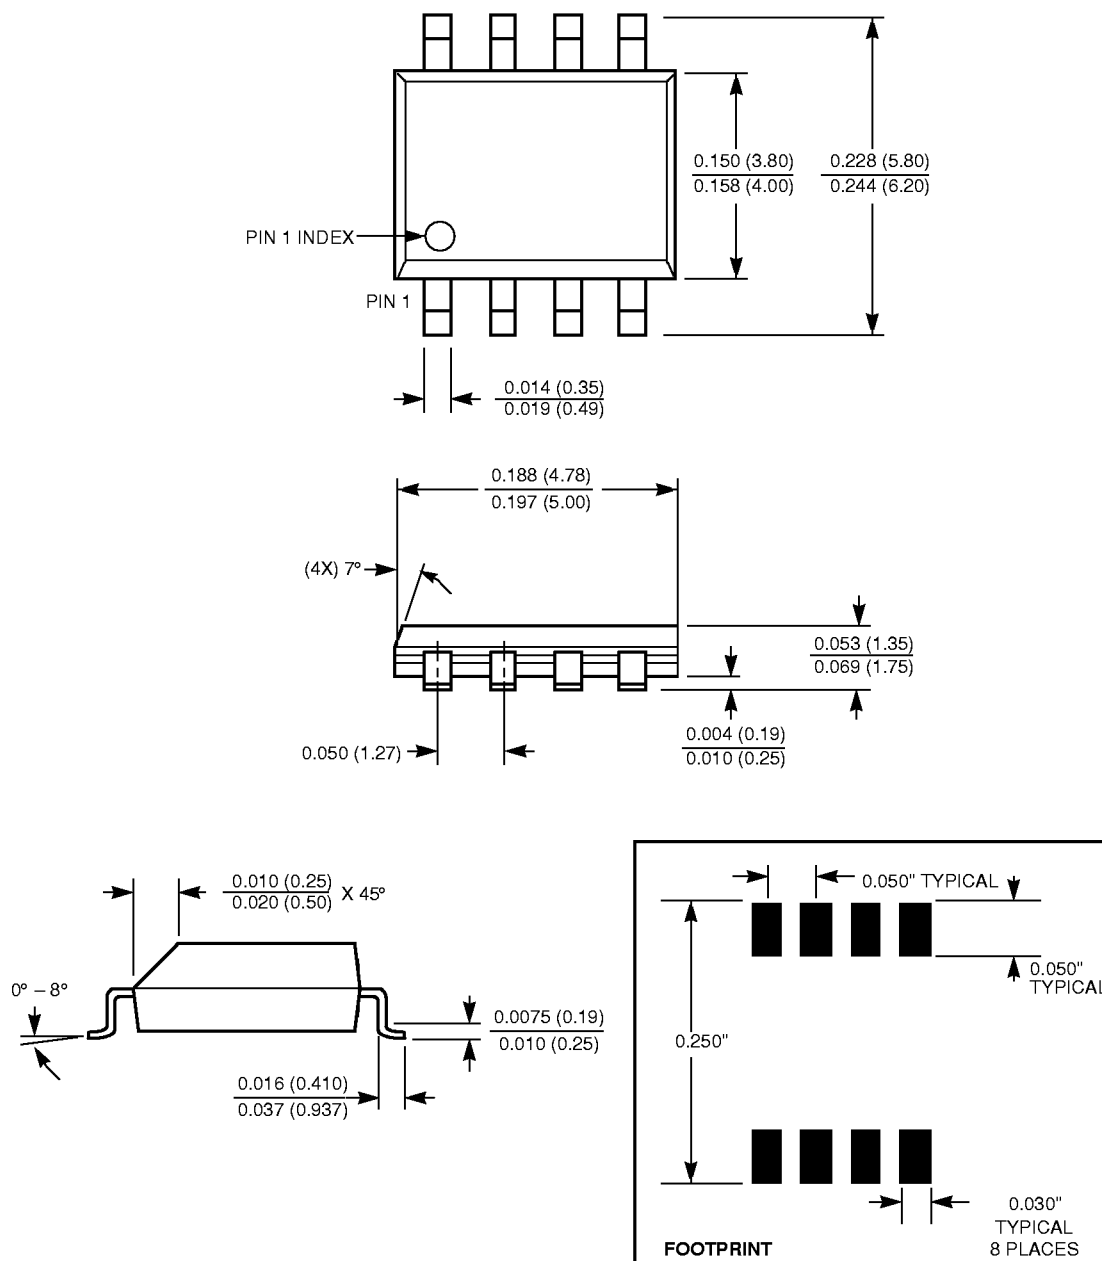 0.150 (3.80)
0.158 (4.00)
0.228 (5.80)
0.244 (6.20)
PIN 1 INDEX
PIN 1
0.014 (0.35)
0.019 (0.49)
0.188 (4.78)
0.197 (5.00)
(4X) 7°
0.053 (1.35)
0.069 (1.75)
0.004 (0.19)
0.010 (0.25)
0.050 (1.27)
0.010 (0.25)
0.020 (0.50)
X 45°
0° – 8°
0.0075 (0.19)
0.010 (0.25)
0.016 (0.410)
0.037 (0.937)
0.050" TYPICAL
0.050"
TYPICAL
0.250"
0.030"
TYPICAL
8 PLACES
FOOTPRINT